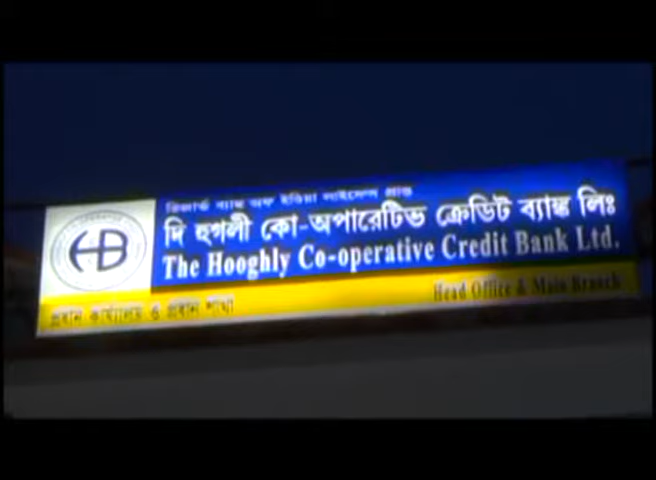 রিজার্ভ ব্যাঙ্ক অফ ইন্ডিয়া লাইসেন্স প্রাপ্ত
দি হুগলী কো-অপারেটিভ ক্রেডিট ব্যাঙ্ক লিঃ
HB
The Hooghly Co-operative Credit Bank Ltd.
Head Office & Main Branch
প্রধান কার্য্যালয় ও প্রধান শাখা